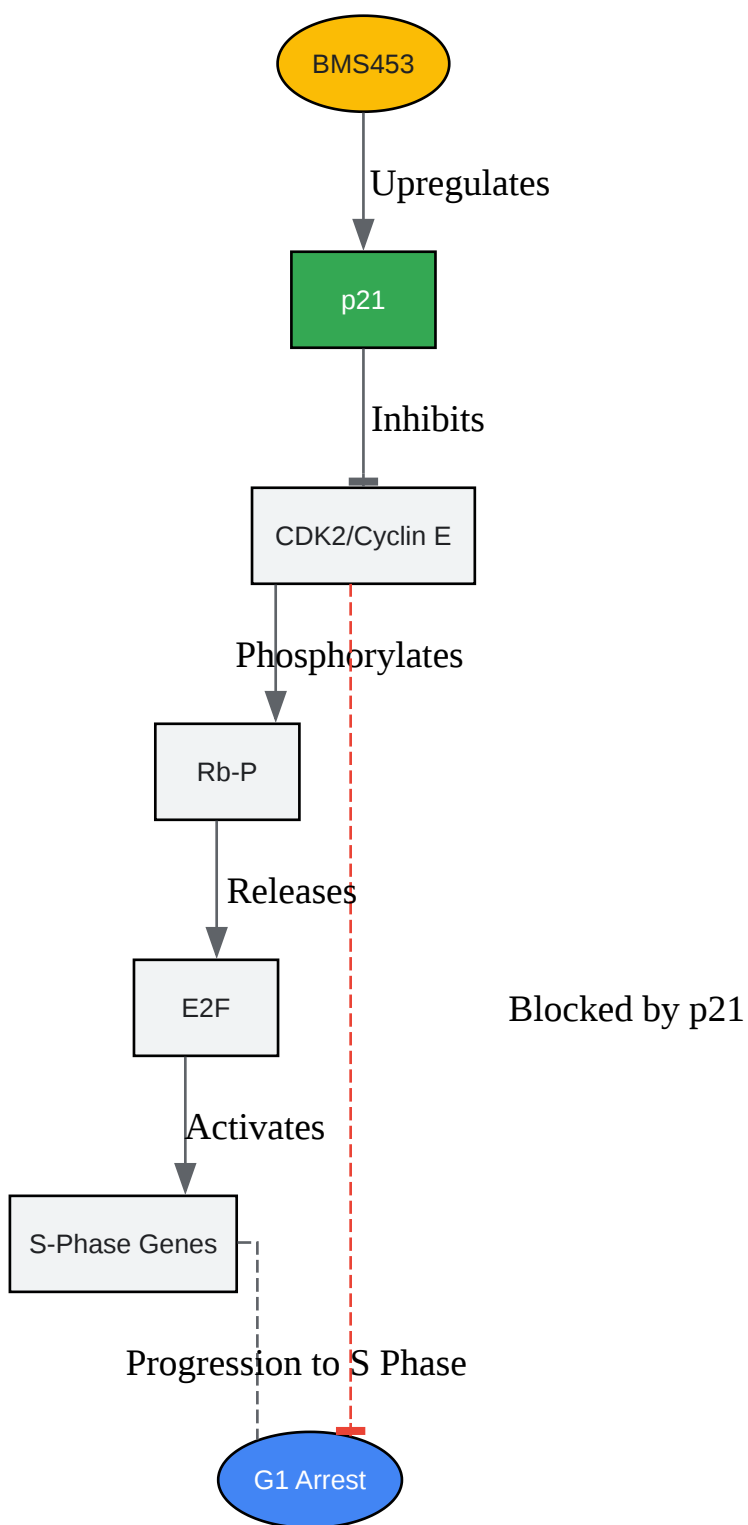 BMS453
Upregulates
p21
Inhibits
CDK2/Cyclin E
Phosphorylates
Rb-P
Releases
E2F
Blocked by p21
Activates
S-Phase Genes
Progression to S Phase
G1 Arrest